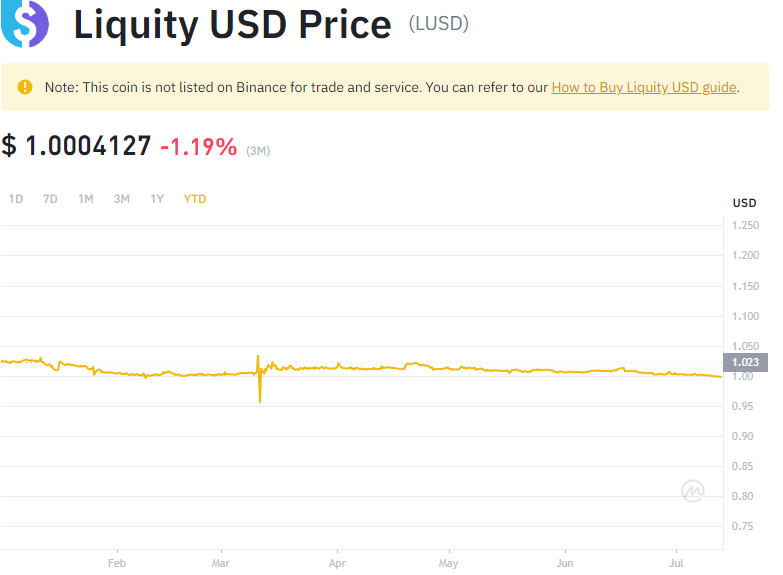 Liquity USD Price (LUSD)
Note: This coin is not listed on Binance for trade and service. You can refer to our How to Buy Liquity USD guide.
$ 1.0004127 -1.19% (3M)
1D 7D 1M 3M 1Y YTD
USD
1.250
1.200
1.150
1.100
1.050
1.023
1.00
0.95
0.90
0.85
0.80
0.75
Feb Mar Apr May Jun Jul